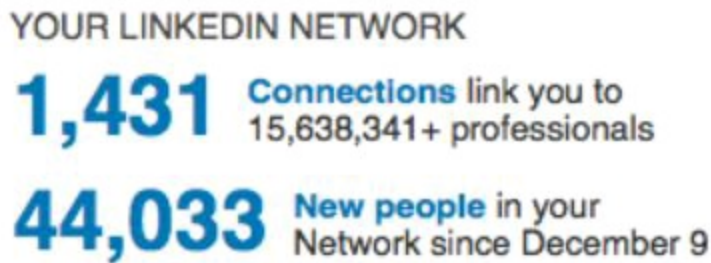 YOUR LINKEDIN NETWORK
1,431 Connections link you to
15,638,341+ professionals
44,033 New people in your
Network since December 9